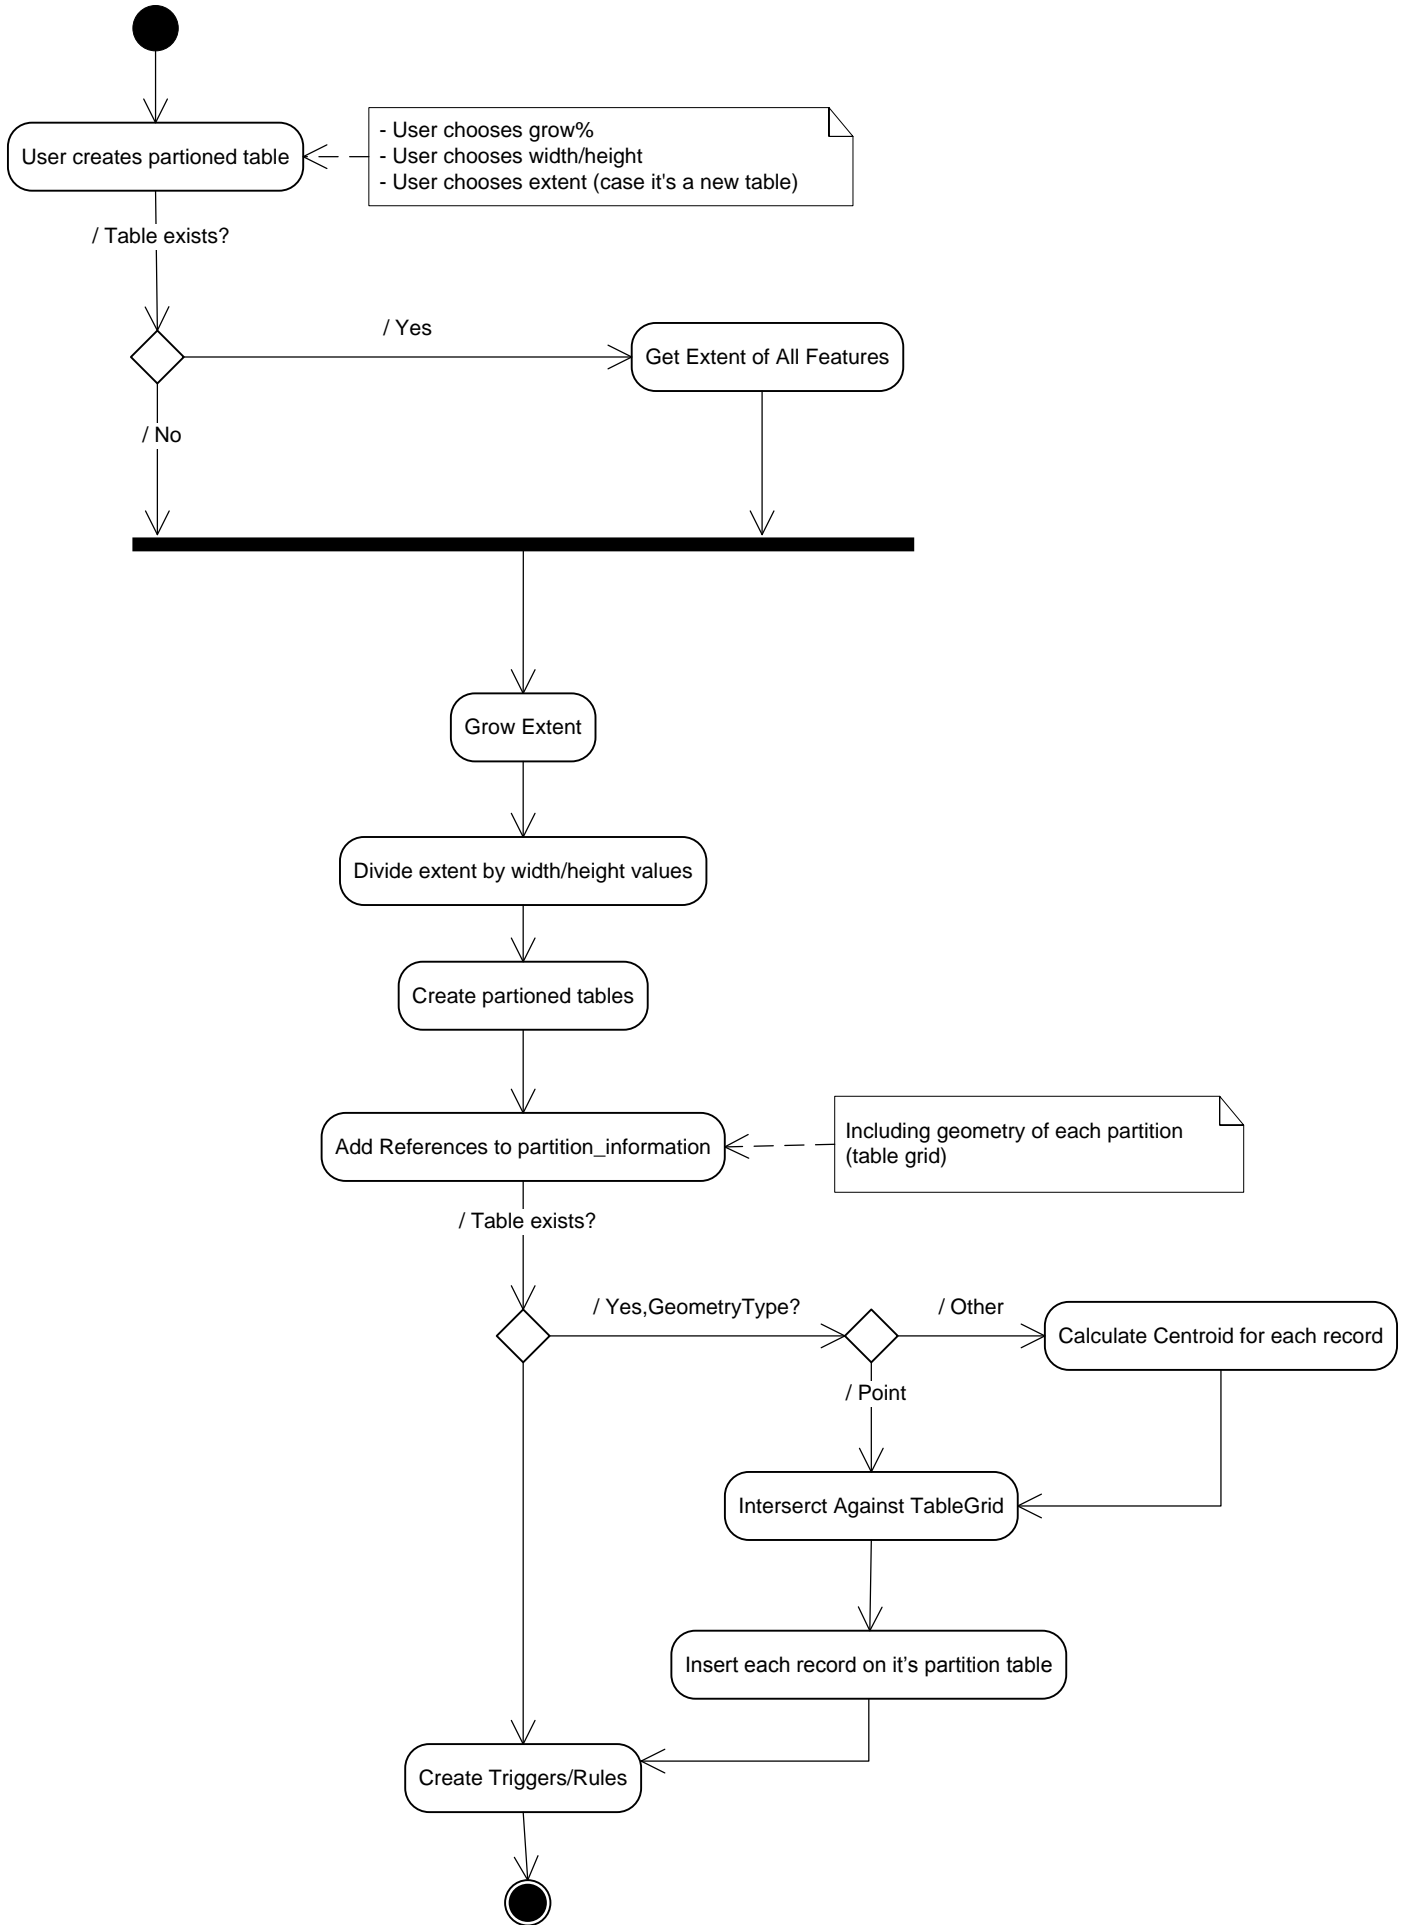 User creates partioned table
- User chooses grow%
- User chooses width/height
- User chooses extent (case it's a new table)
/ Table exists?
/ Yes
Get Extent of All Features
/ No
Grow Extent
Divide extent by width/height values
Create partioned tables
Add References to partition_information
Including geometry of each partition
(table grid)
/ Table exists?
/ Yes,GeometryType?
/ Other
Calculate Centroid for each record
/ Point
Interserct Against TableGrid
Insert each record on it’s partition table
Create Triggers/Rules